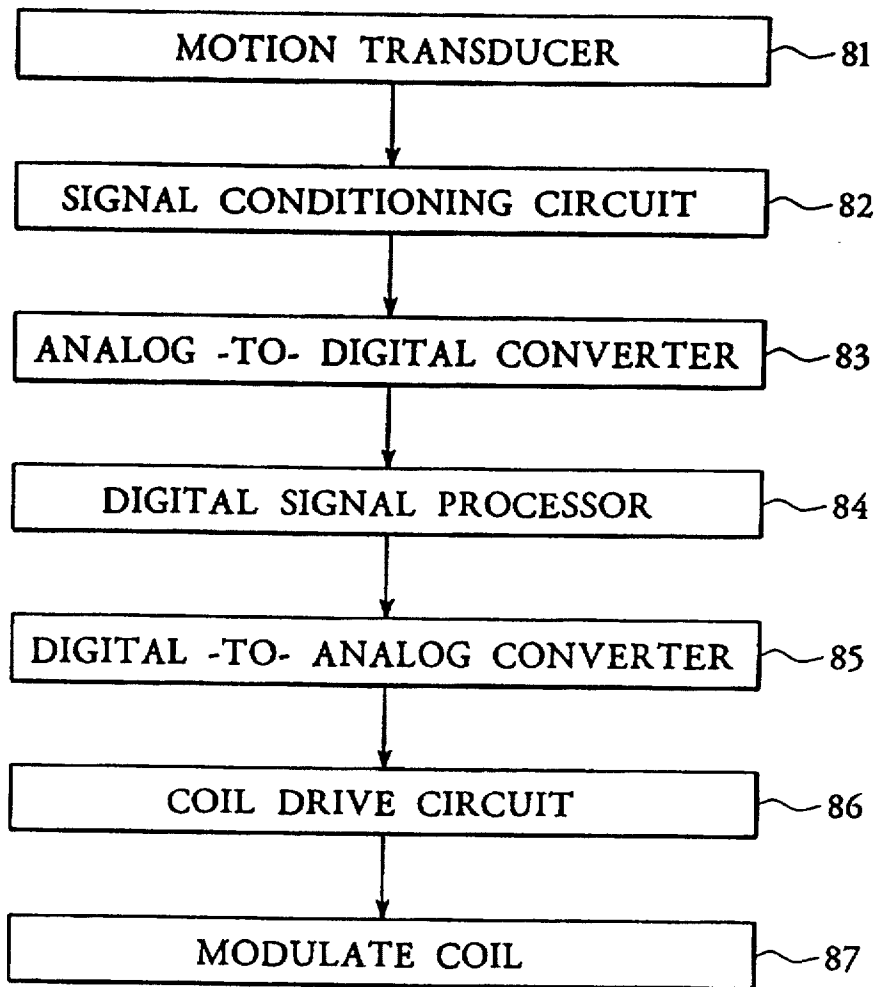 MOTION TRANSDUCER 81
SIGNAL CONDITIONING CIRCUIT 82
ANALOG -TO- DIGITAL CONVERTER 83
DIGITAL SIGNAL PROCESSOR 84
DIGITAL -TO- ANALOG CONVERTER 85
COIL DRIVE CIRCUIT 86
MODULATE COIL 87